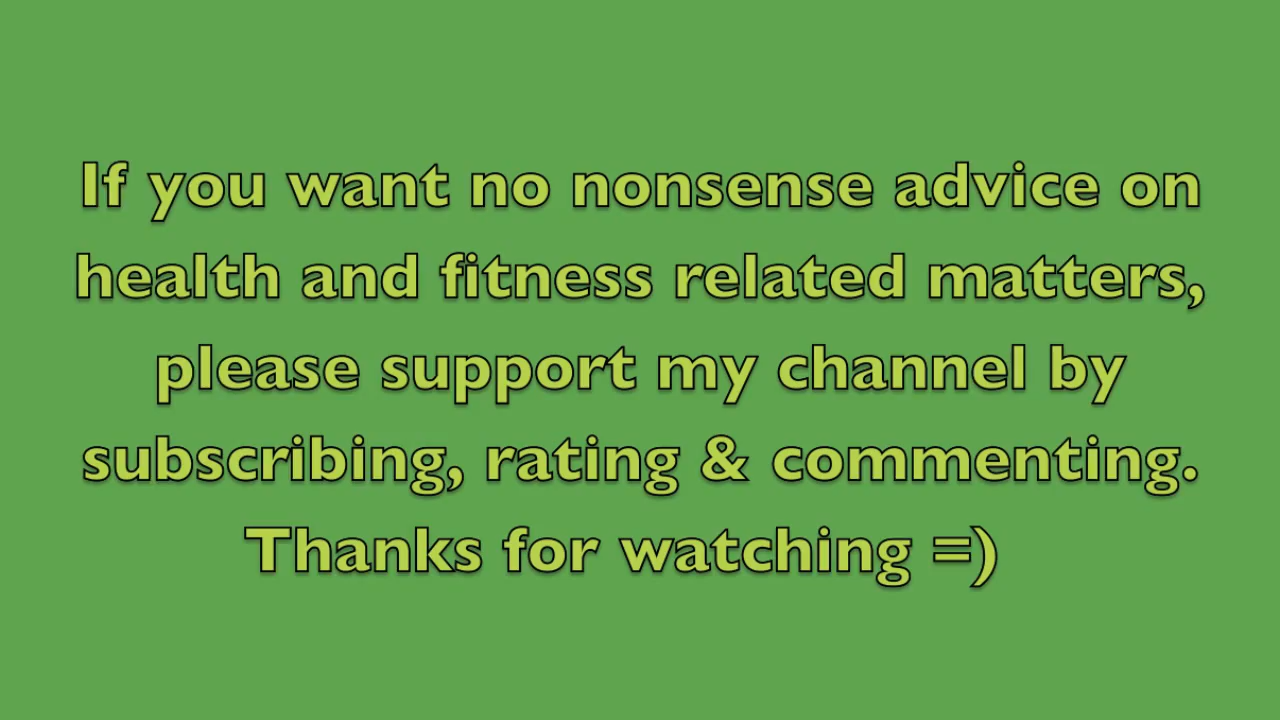 If you want no nonsense advice on
health and fitness related matters,
please support my channel by
subscribing, rating & commenting.
Thanks for watching =)